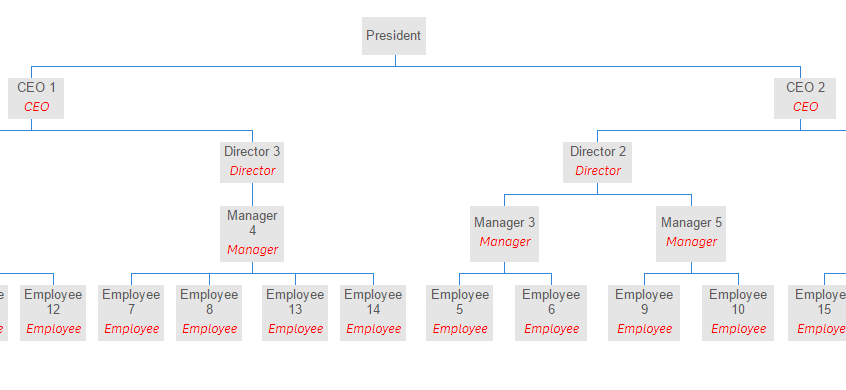 President
CEO 1
CEO
CEO 2
CEO
Director 3
Director
Director 2
Director
Manager
4
Manager
Manager 3
Manager
Manager 5
Manager
Employee
12
Employee
Employee
7
Employee
Employee
8
Employee
Employee
13
Employee
Employee
14
Employee
Employee
5
Employee
Employee
6
Employee
Employee
9
Employee
Employee
10
Employee
Employe
15
Employe